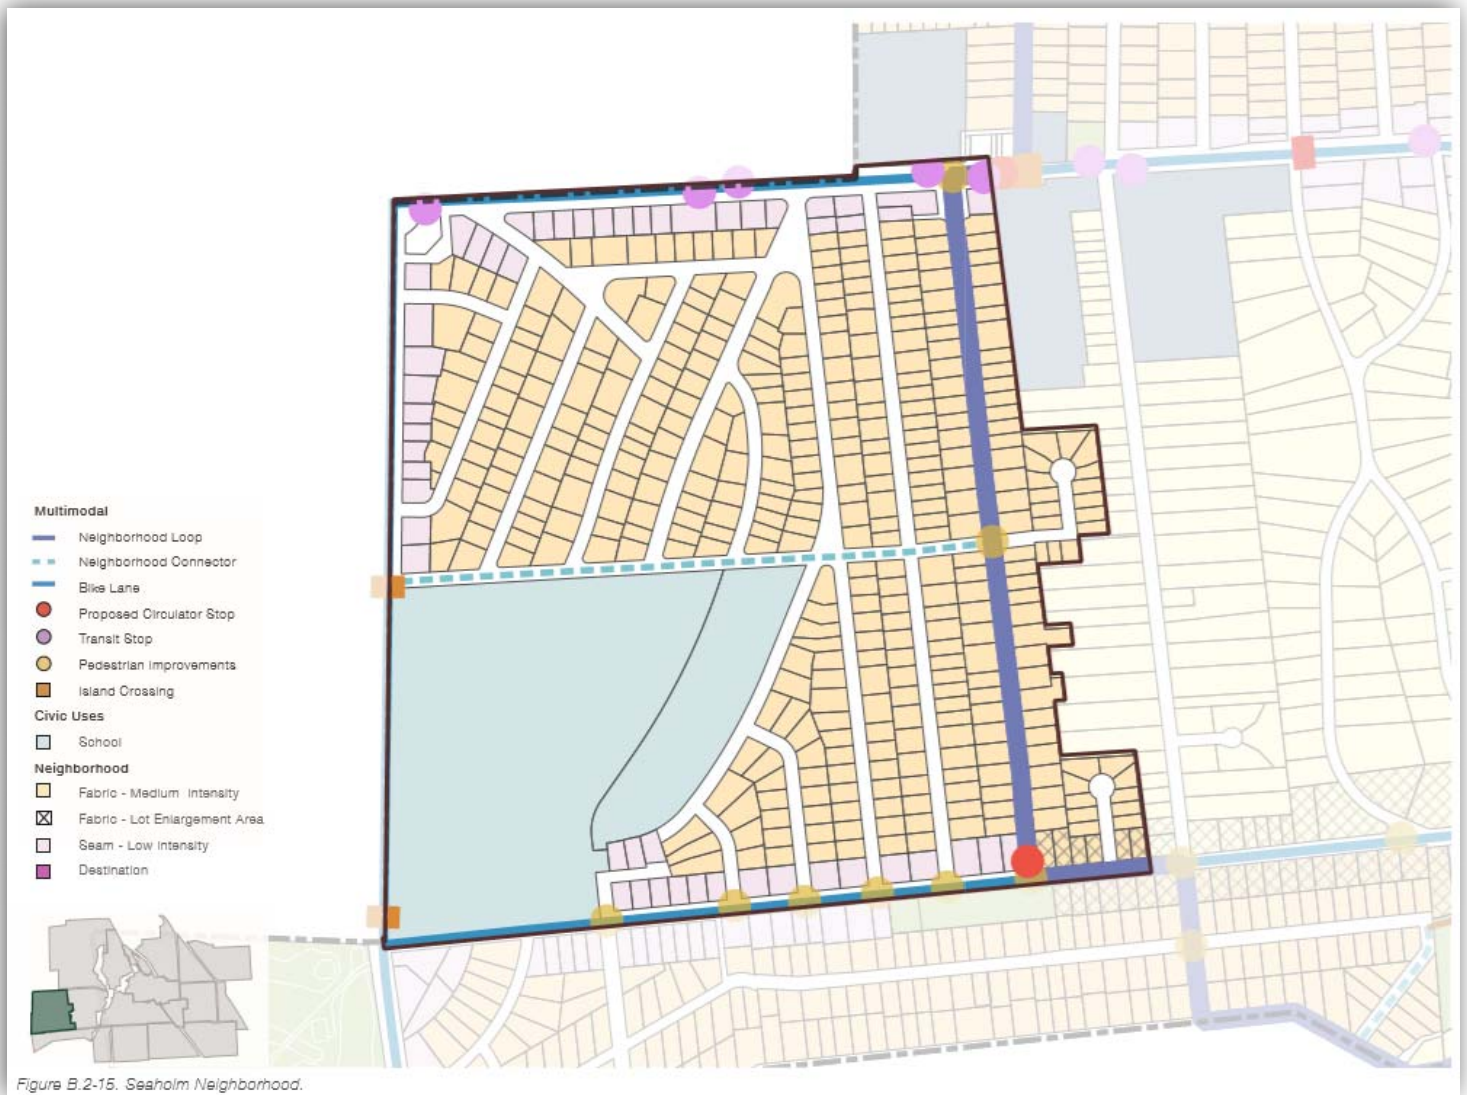 Multimodal
Neighborhood Loop
Neighborhood Connector
Bike Lane
Proposed Circulator Stop
Transit Stop
Pedestrian Improvements
Island Crossing
Civic Uses
School
Neighborhood
Fabric - Medium Intensity
Fabric - Lot Enlargement Area
Seam - Low Intensity
Destination
Figure B.2-15. Seaholm Neighborhood.